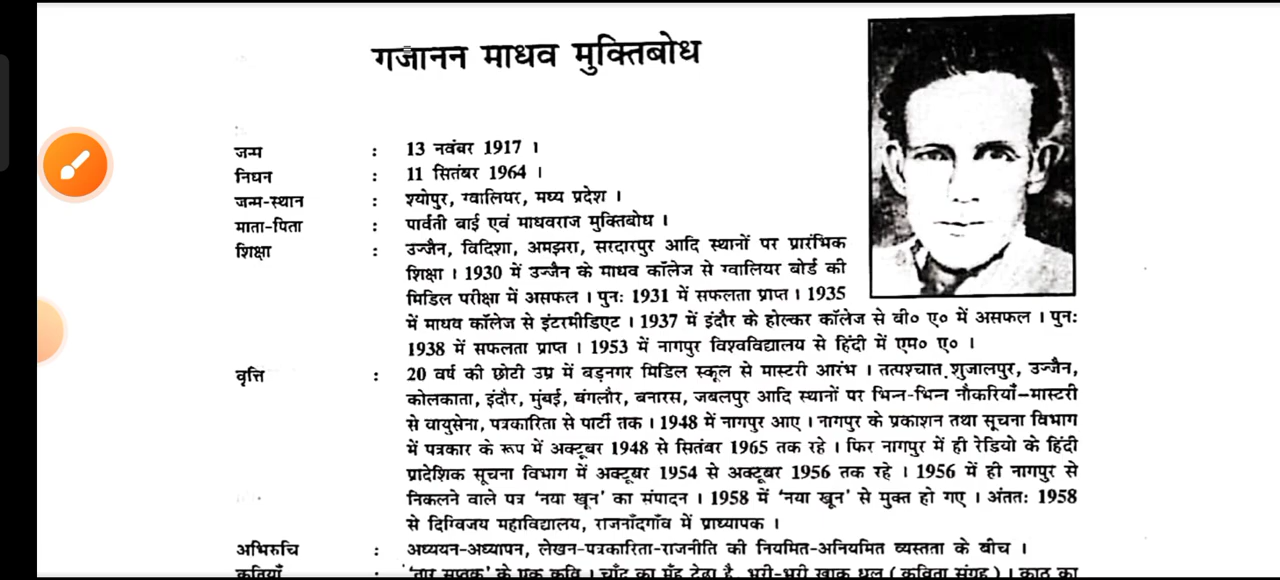 गजानन माधव मुक्तिबोध
जन्म : 13 नवंबर 1917 ।
निधन : 11 सितंबर 1964 ।
जन्म-स्थान : श्योपुर, ग्वालियर, मध्य प्रदेश ।
माता-पिता : पार्वती बाई एवं माधवराज मुक्तिबोध ।
शिक्षा : उज्जैन, विदिशा, अमझरा, सरदारपुर आदि स्थानों पर प्रारंभिक
शिक्षा । 1930 में उज्जैन के माधव कॉलेज से ग्वालियर बोर्ड की
मिडिल परीक्षा में असफल । पुनः 1931 में सफलता प्राप्त । 1935
में माधव कॉलेज से इंटरमीडिएट । 1937 में इंदौर के होल्कर कॉलेज से बी० ए० में असफल । पुनः
1938 में सफलता प्राप्त । 1953 में नागपुर विश्वविद्यालय से हिंदी में एम० ए० ।
वृत्ति : 20 वर्ष की छोटी उम्र में बड़नगर मिडिल स्कूल से मास्टरी आरंभ । तत्पश्चात शुजालपुर, उज्जैन,
कोलकाता, इंदौर, मुंबई, बंगलौर, बनारस, जबलपुर आदि स्थानों पर भिन्न-भिन्न नौकरियाँ–मास्टरी
से वायुसेना, पत्रकारिता से पार्टी तक । 1948 में नागपुर आए । नागपुर के प्रकाशन तथा सूचना विभाग
में पत्रकार के रूप में अक्टूबर 1948 से सितंबर 1965 तक रहे । फिर नागपुर में ही रेडियो के हिंदी
प्रादेशिक सूचना विभाग में अक्टूबर 1954 से अक्टूबर 1956 तक रहे । 1956 में ही नागपुर से
निकलने वाले पत्र ‘नया खून’ का संपादन । 1958 में ‘नया खून’ से मुक्त हो गए । अंततः 1958
से दिग्विजय महाविद्यालय, राजनाँदगाँव में प्राध्यापक ।
अभिरुचि : अध्ययन-अध्यापन, लेखन-पत्रकारिता-राजनीति की नियमित-अनियमित व्यस्तता के बीच ।
कृतियाँ : ‘तार सप्तक’ के एक कवि । चाँद का मुँह टेढ़ा है, भूरी-भूरी खाक धूल (कविता संग्रह) । काठ का